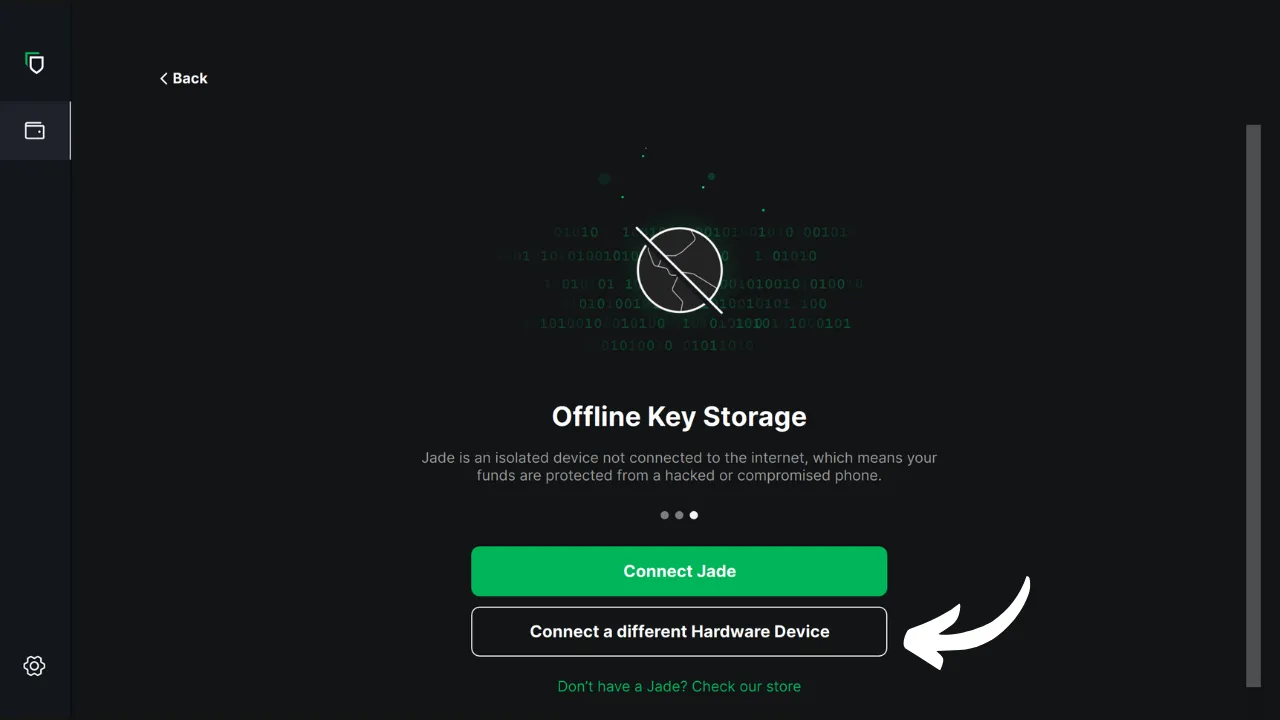 Back
Offline Key Storage
Jade is an isolated device not connected to the internet, which means your
funds are protected from a hacked or compromised phone.
Connect Jade
Connect a different Hardware Device
Don't have a Jade? Check our store